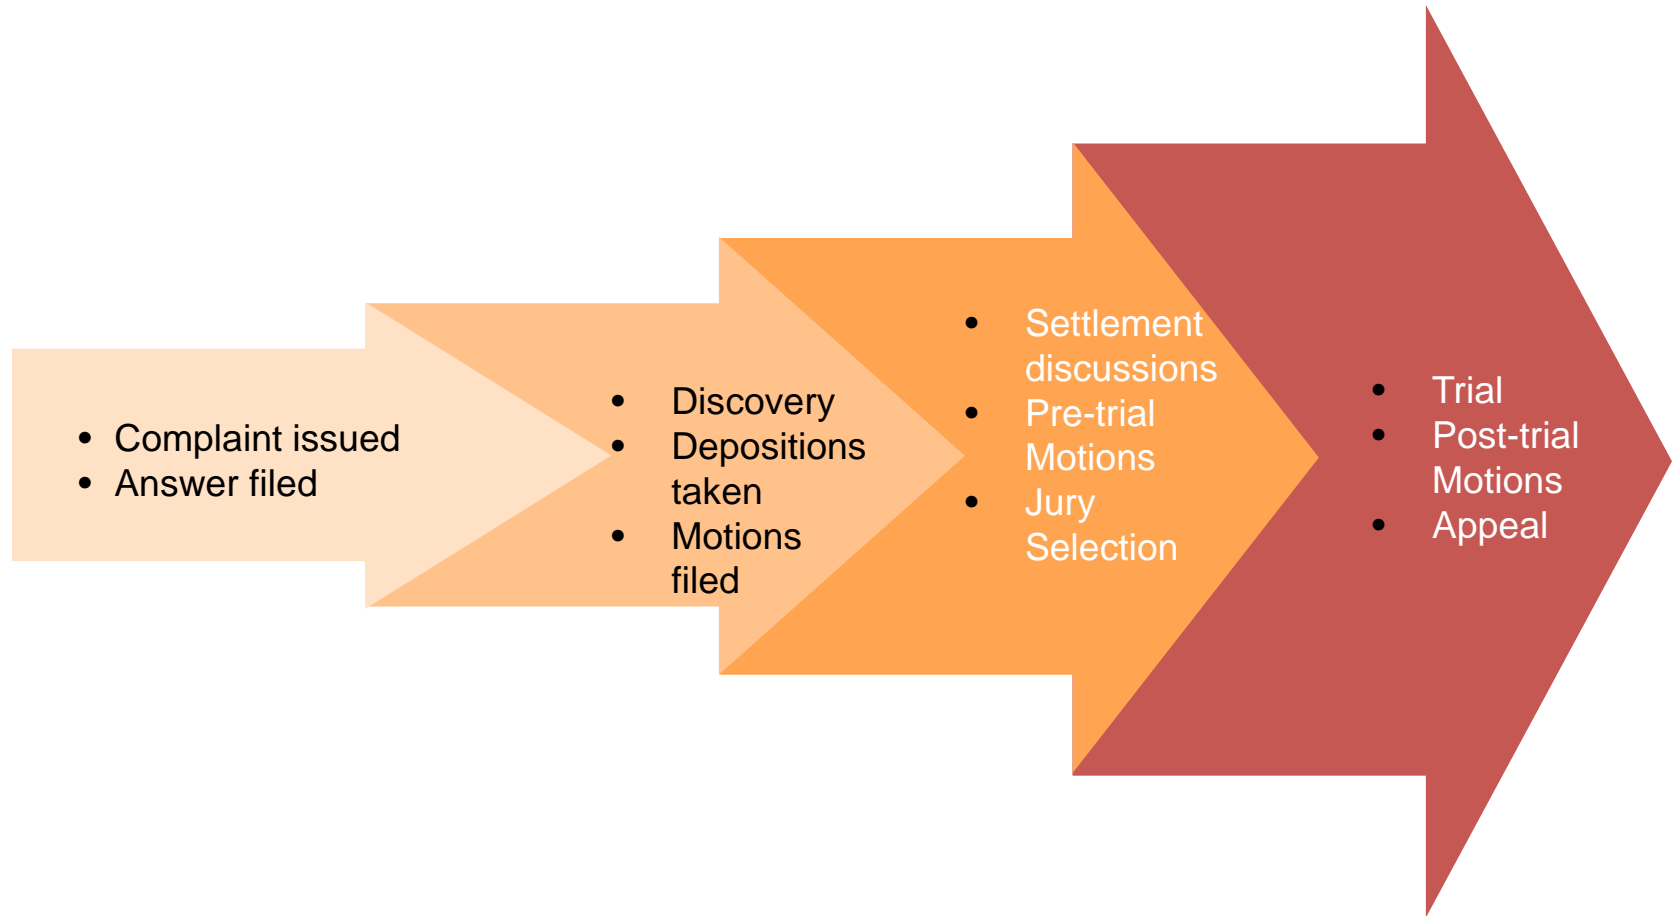 • Complaint issued
• Answer filed
• Discovery
• Depositions
taken
• Motions
filed
• Settlement
discussions
• Pre-trial
Motions
• Jury
Selection
• Trial
• Post-trial
Motions
• Appeal